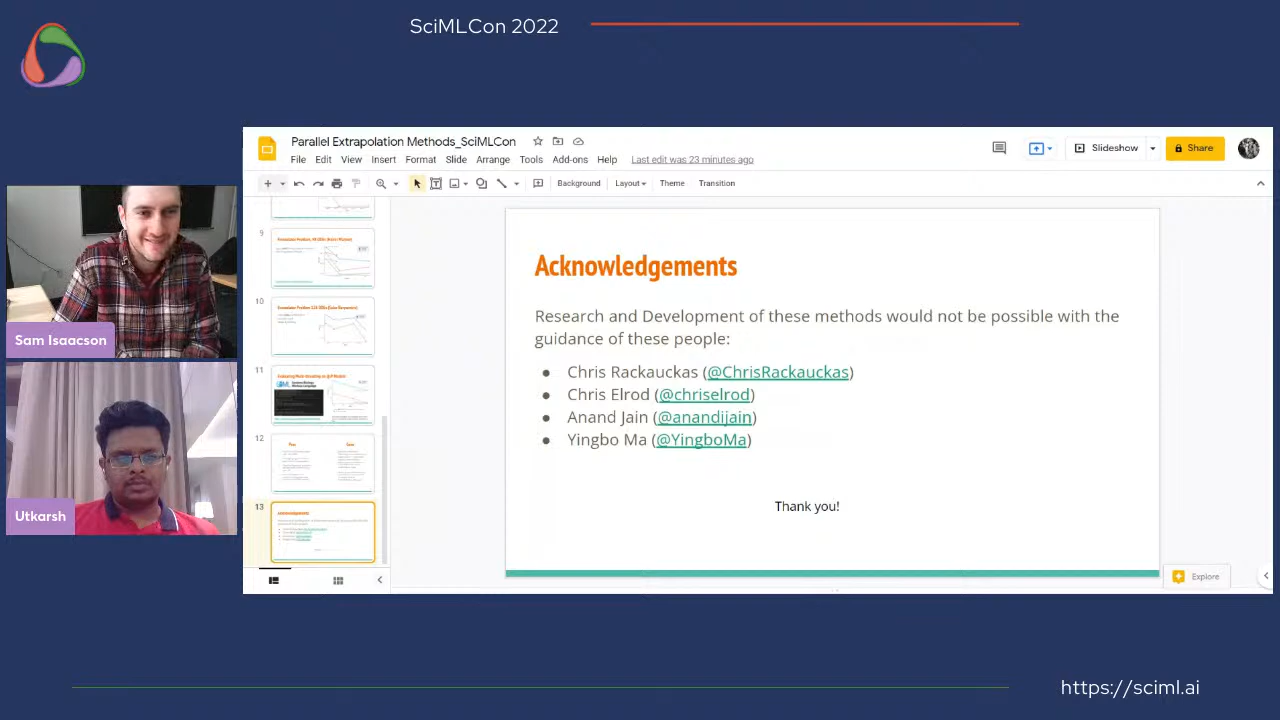 SciMLCon 2022
Parallel Extrapolation Methods_SciMLCon
File Edit View Insert Format Slide Arrange Tools Add-ons Help Last edit was 23 minutes ago
Slideshow
Share
Background Layout Theme Transition
9
10
11
12
13
Acknowledgements
Research and Development of these methods would not be possible with the
guidance of these people:
● Chris Rackauckas (@ChrisRackauckas)
● Chris Elrod (@chriselrod)
● Anand Jain (@anandijain)
● Yingbo Ma (@YingboMa)
Thank you!
Explore
Sam Isaacson
Utkarsh
https://sciml.ai